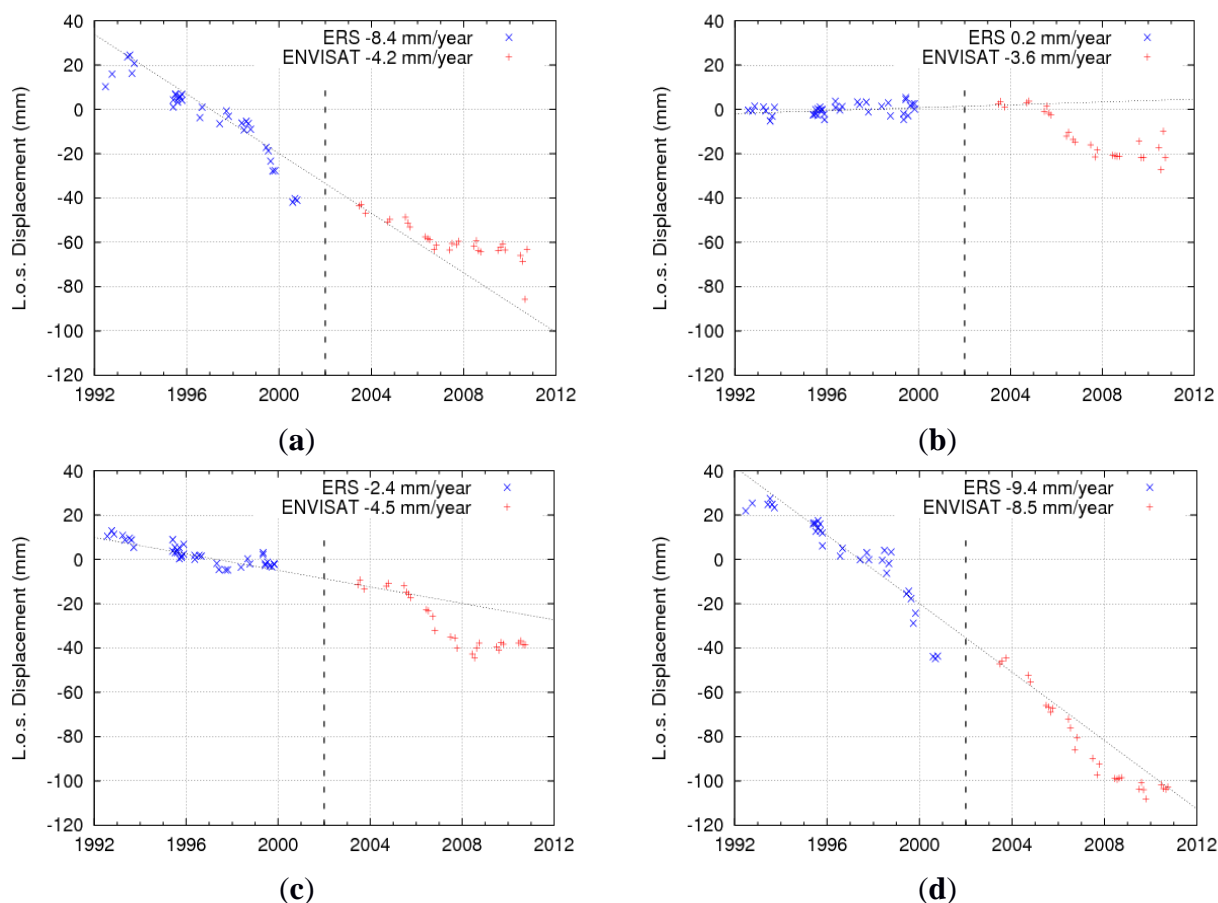 40
20
0
-20
-40
-60
-80
-100
-120
L.o.s. Displacement (mm)
ERS -8.4 mm/year
ENVISAT -4.2 mm/year
1992 1996 2000 2004 2008 2012
(a)
40
20
0
-20
-40
-60
-80
-100
-120
L.o.s. Displacement (mm)
ERS 0.2 mm/year
ENVISAT -3.6 mm/year
1992 1996 2000 2004 2008 2012
(b)
40
20
0
-20
-40
-60
-80
-100
-120
L.o.s. Displacement (mm)
ERS -2.4 mm/year
ENVISAT -4.5 mm/year
1992 1996 2000 2004 2008 2012
(c)
40
20
0
-20
-40
-60
-80
-100
-120
L.o.s. Displacement (mm)
ERS -9.4 mm/year
ENVISAT -8.5 mm/year
1992 1996 2000 2004 2008 2012
(d)